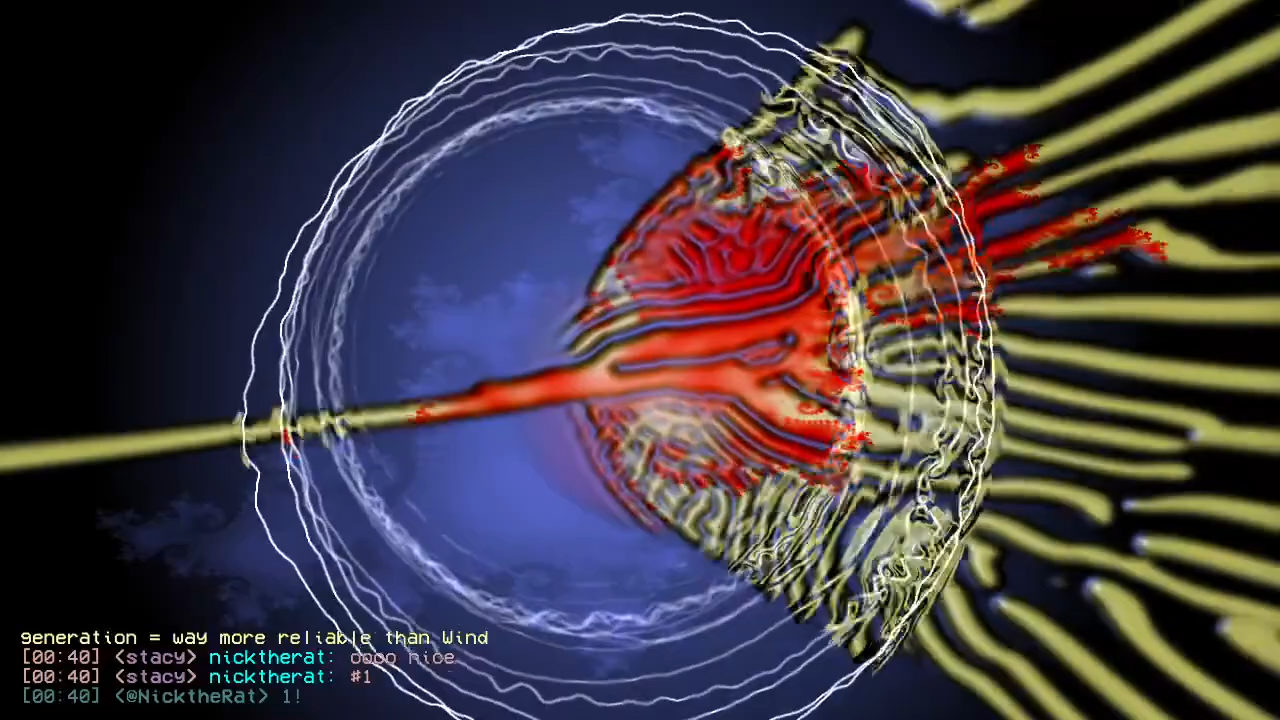 generation = way more reliable than Wind
[00:40] <stacy> nicktherat: oooo nice
[00:40] <stacy> nicktherat: #1
[00:40] <@NicktheRat> 1!